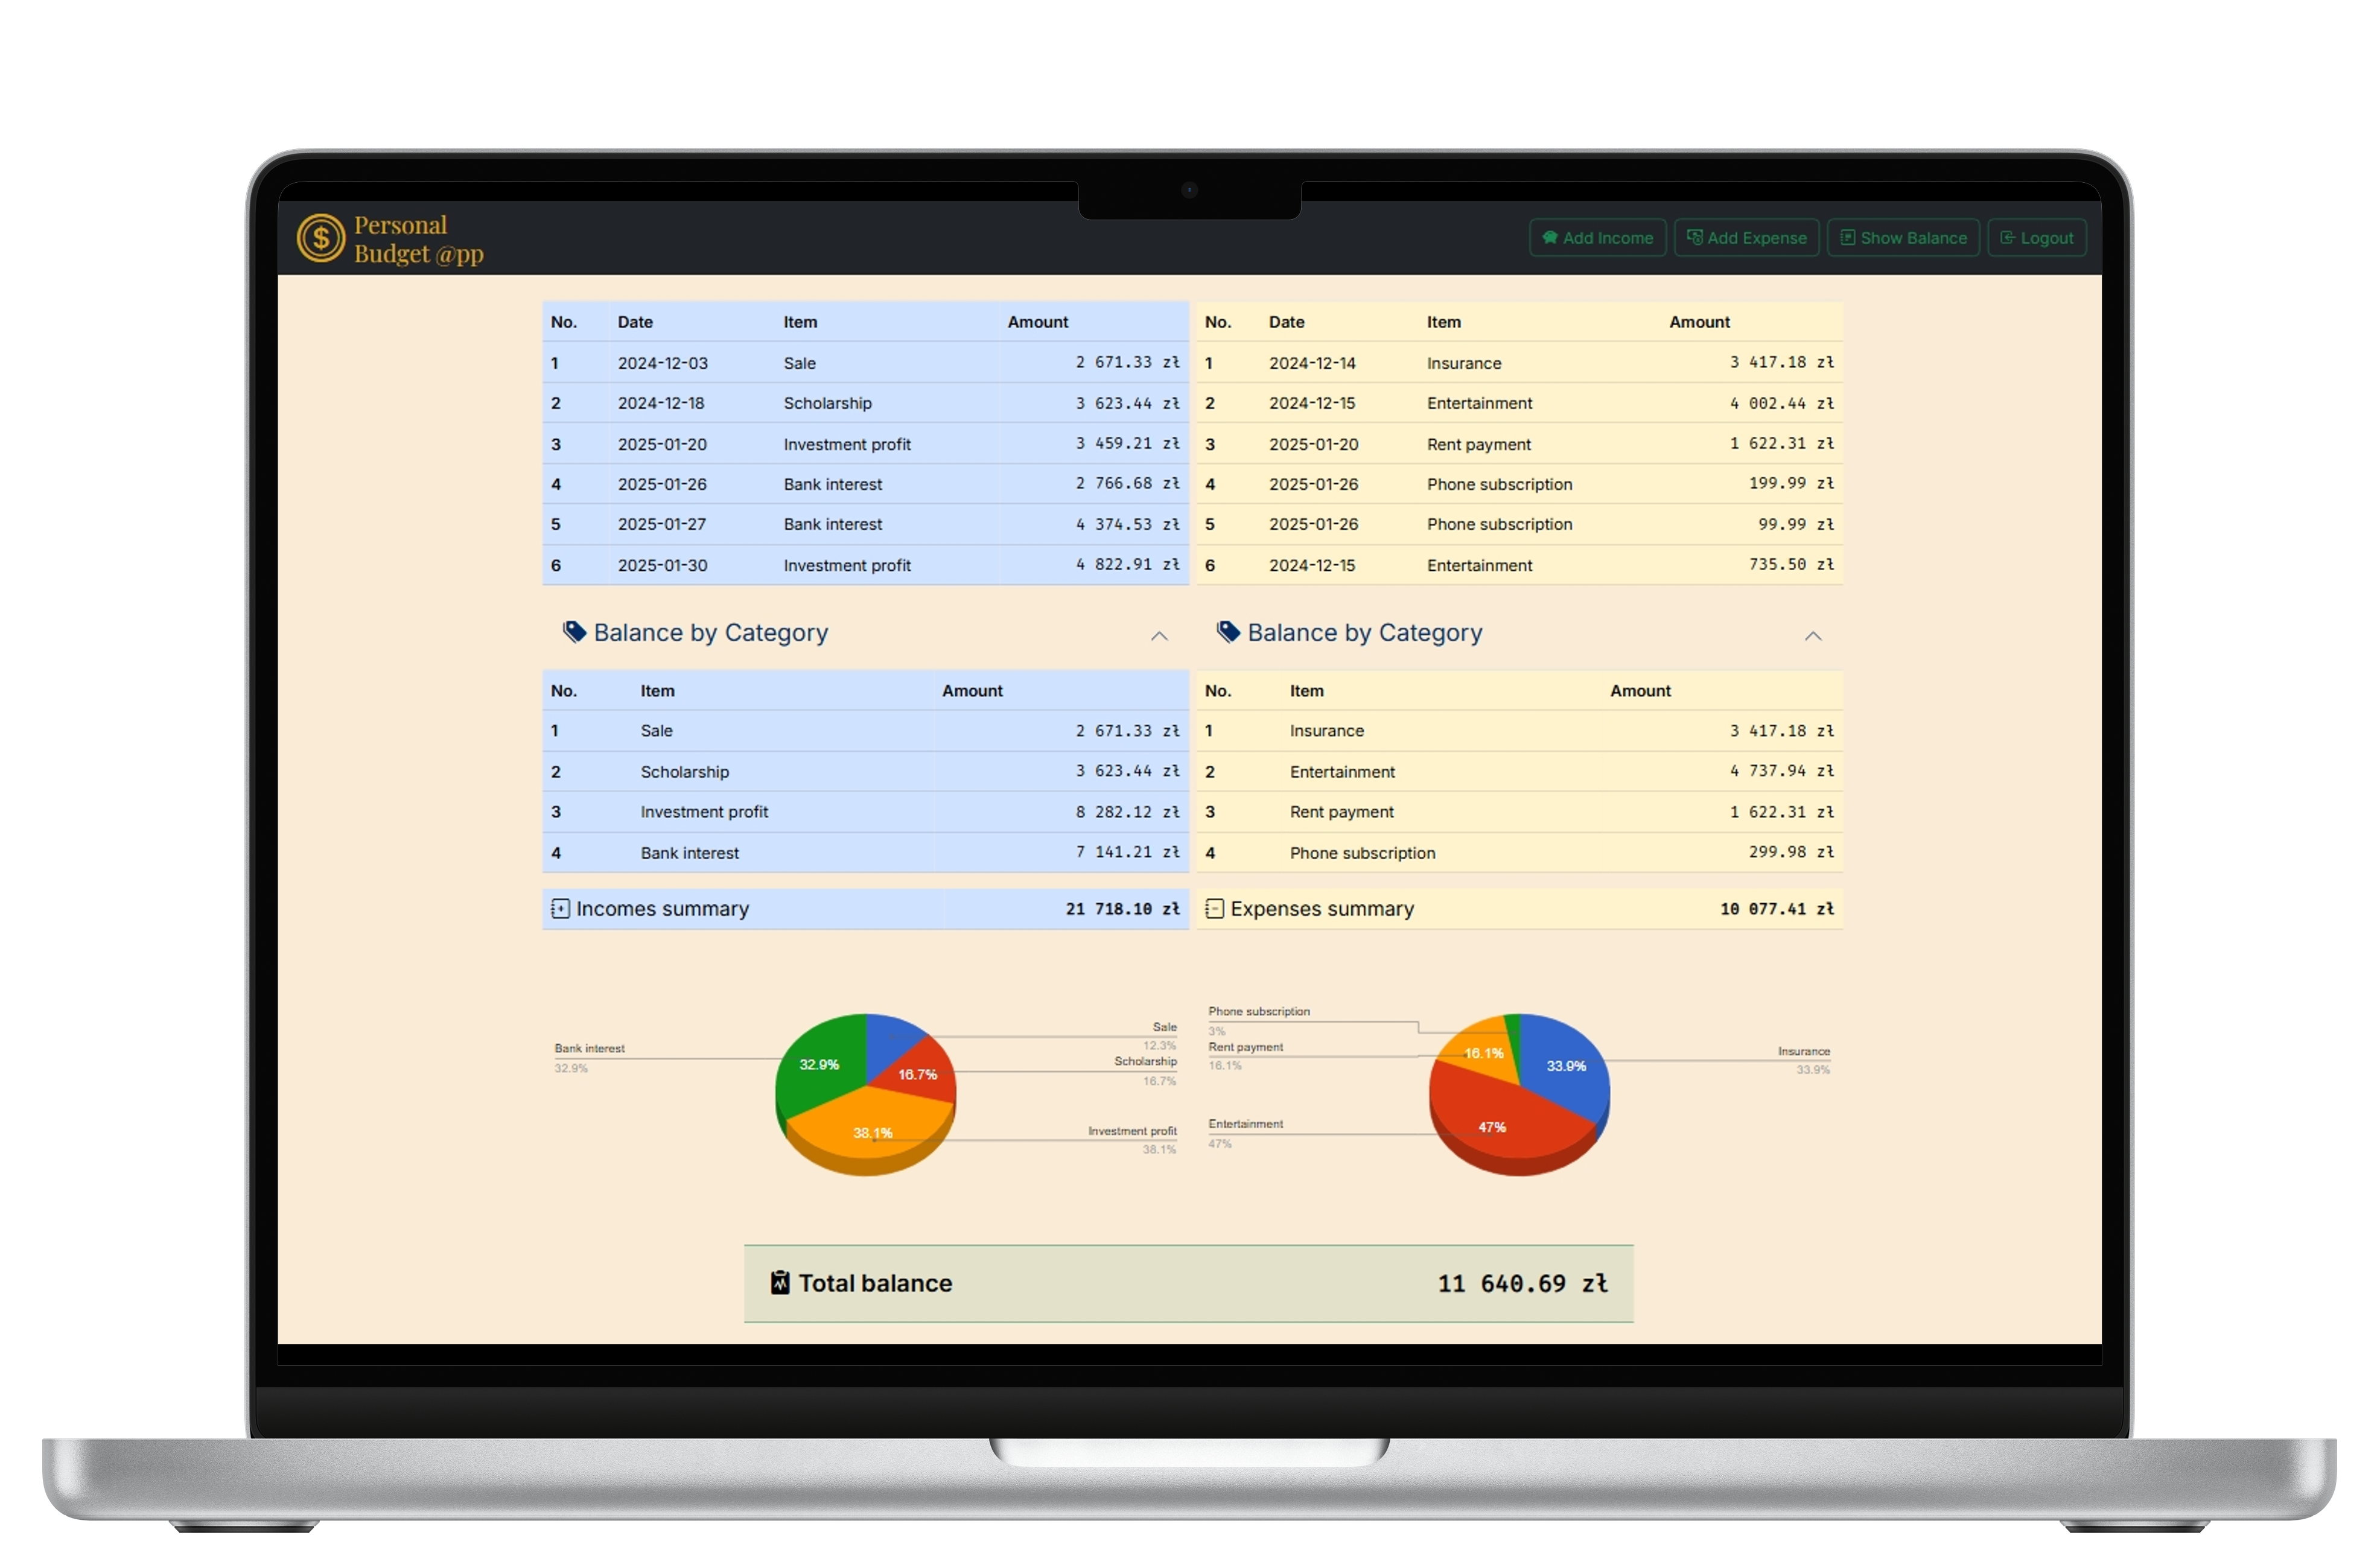 Personal
Budget @pp
Add Income Add Expense Show Balance Logout
No. Date Item Amount
1 2024-12-03 Sale 2 671.33 zł
2 2024-12-18 Scholarship 3 623.44 zł
3 2025-01-20 Investment profit 3 459.21 zł
4 2025-01-26 Bank interest 2 766.68 zł
5 2025-01-27 Bank interest 4 374.53 zł
6 2025-01-30 Investment profit 4 822.91 zł
No. Date Item Amount
1 2024-12-14 Insurance 3 417.18 zł
2 2024-12-15 Entertainment 4 002.44 zł
3 2025-01-20 Rent payment 1 622.31 zł
4 2025-01-26 Phone subscription 199.99 zł
5 2025-01-26 Phone subscription 99.99 zł
6 2024-12-15 Entertainment 735.50 zł
Balance by Category
No. Item Amount
1 Sale 2 671.33 zł
2 Scholarship 3 623.44 zł
3 Investment profit 8 282.12 zł
4 Bank interest 7 141.21 zł
Incomes summary 21 718.10 zł
Balance by Category
No. Item Amount
1 Insurance 3 417.18 zł
2 Entertainment 4 737.94 zł
3 Rent payment 1 622.31 zł
4 Phone subscription 299.98 zł
Expenses summary 10 077.41 zł
Bank interest
32.9%
32.9%
16.7%
38.1%
Sale
12.3%
Scholarship
16.7%
Investment profit
38.1%
Phone subscription
3%
Rent payment
16.1%
Entertainment
47%
16.1%
33.9%
47%
Insurance
33.9%
Total balance 11 640.69 zł